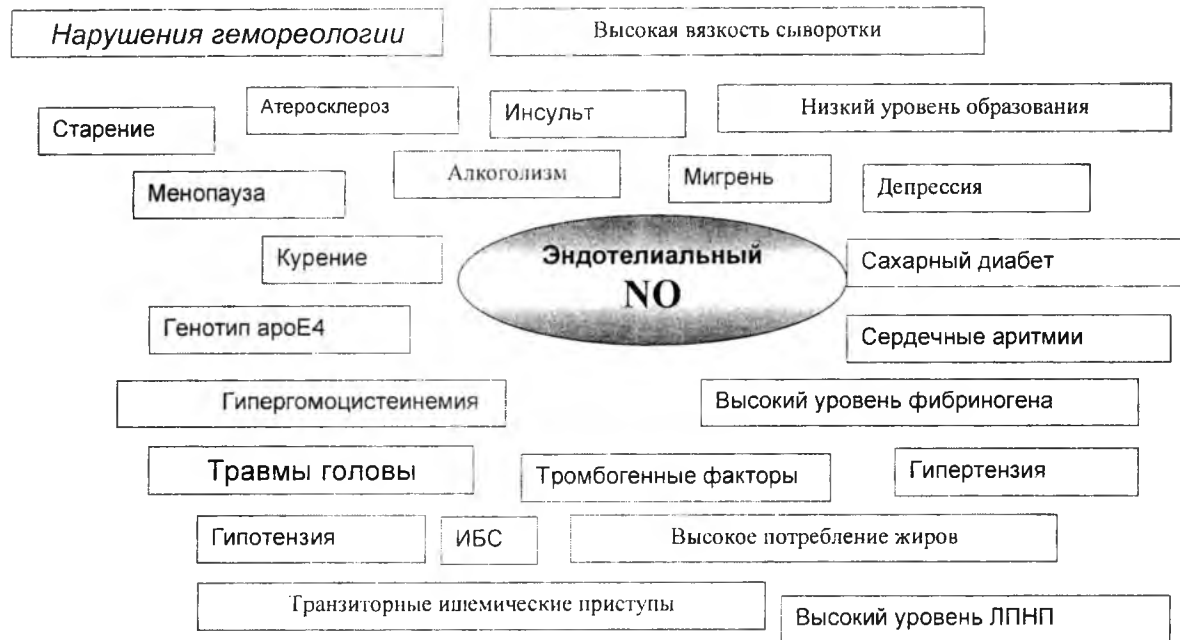 Нарушения гемореологии
Высокая вязкость сыворотки
Атеросклероз
Инсульт
Низкий уровень образования
Старение
Алкоголизм
Мигрень
Депрессия
Менопауза
Курение
Эндотелиальный
NO
Сахарный диабет
Генотип apoE4
Сердечные аритмии
Гипергомоцистеинемия
Высокий уровень фибриногена
Травмы головы
Тромбогенные факторы
Гипертензия
Гипотензия
ИБС
Высокое потребление жиров
Транзиторные ишемические приступы
Высокий уровень ЛПНП